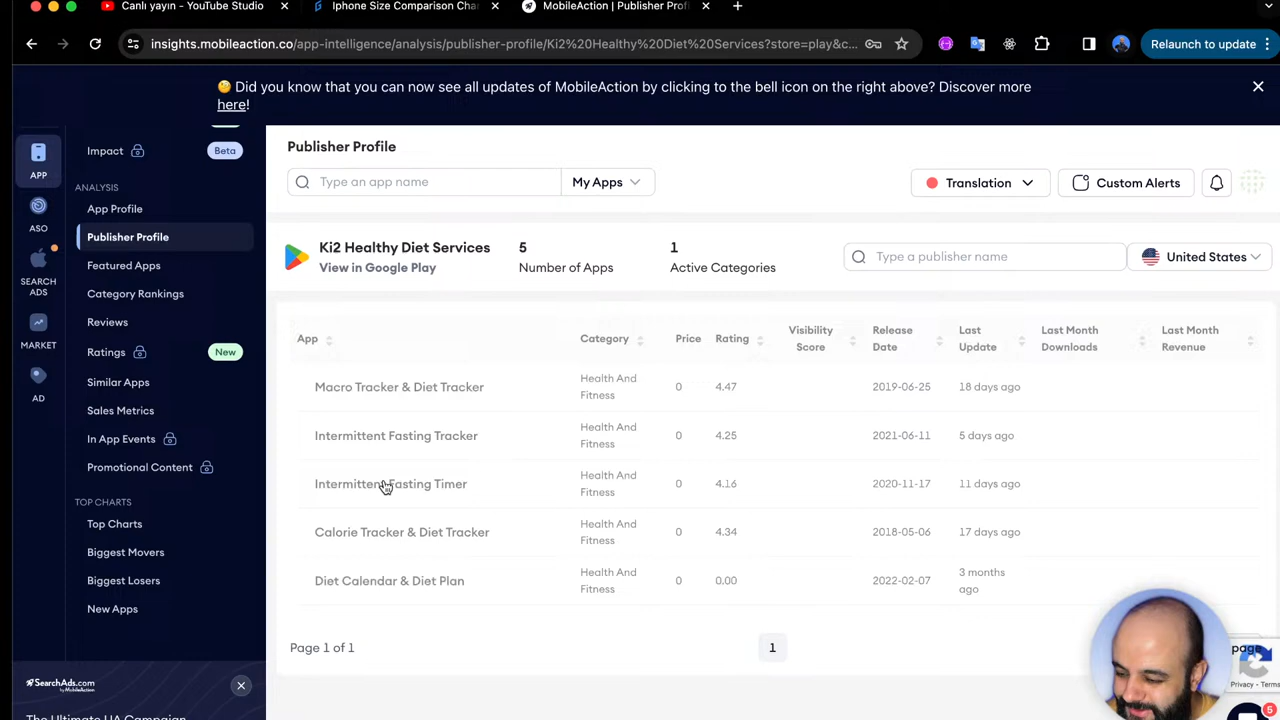 Canlı yayın - YouTube Studio
Iphone Size Comparison Cha
MobileAction | Publisher Prof
insights.mobileaction.co/app-intelligence/analysis/publisher-profile/Ki2%20Healthy%20Diet%20Services?store=play&c...
Relaunch to update
🤔 Did you know that you can now see all updates of MobileAction by clicking to the bell icon on the right above? Discover more
here!
APP
ASO
SEARCH
ADS
MARKET
AD
Impact
Beta
ANALYSIS
App Profile
Publisher Profile
Featured Apps
Category Rankings
Reviews
Ratings
New
Similar Apps
Sales Metrics
In App Events
Promotional Content
TOP CHARTS
Top Charts
Biggest Movers
Biggest Losers
New Apps
SearchAds.com
by MobileAction
The Ultimate UA Campaign
Publisher Profile
Type an app name
My Apps
Translation
Custom Alerts
Ki2 Healthy Diet Services
View in Google Play
5
Number of Apps
1
Active Categories
Type a publisher name
United States
App
Category
Price
Rating
Visibility
Score
Release
Date
Last
Update
Last Month
Downloads
Last Month
Revenue
Macro Tracker & Diet Tracker
Health And
Fitness
0
4.47
2019-06-25
18 days ago
Intermittent Fasting Tracker
Health And
Fitness
0
4.25
2021-06-11
5 days ago
Intermittent Fasting Timer
Health And
Fitness
0
4.16
2020-11-17
11 days ago
Calorie Tracker & Diet Tracker
Health And
Fitness
0
4.34
2018-05-06
17 days ago
Diet Calendar & Diet Plan
Health And
Fitness
0
0.00
2022-02-07
3 months
ago
Page 1 of 1
1
page
Privacy - Terms
5